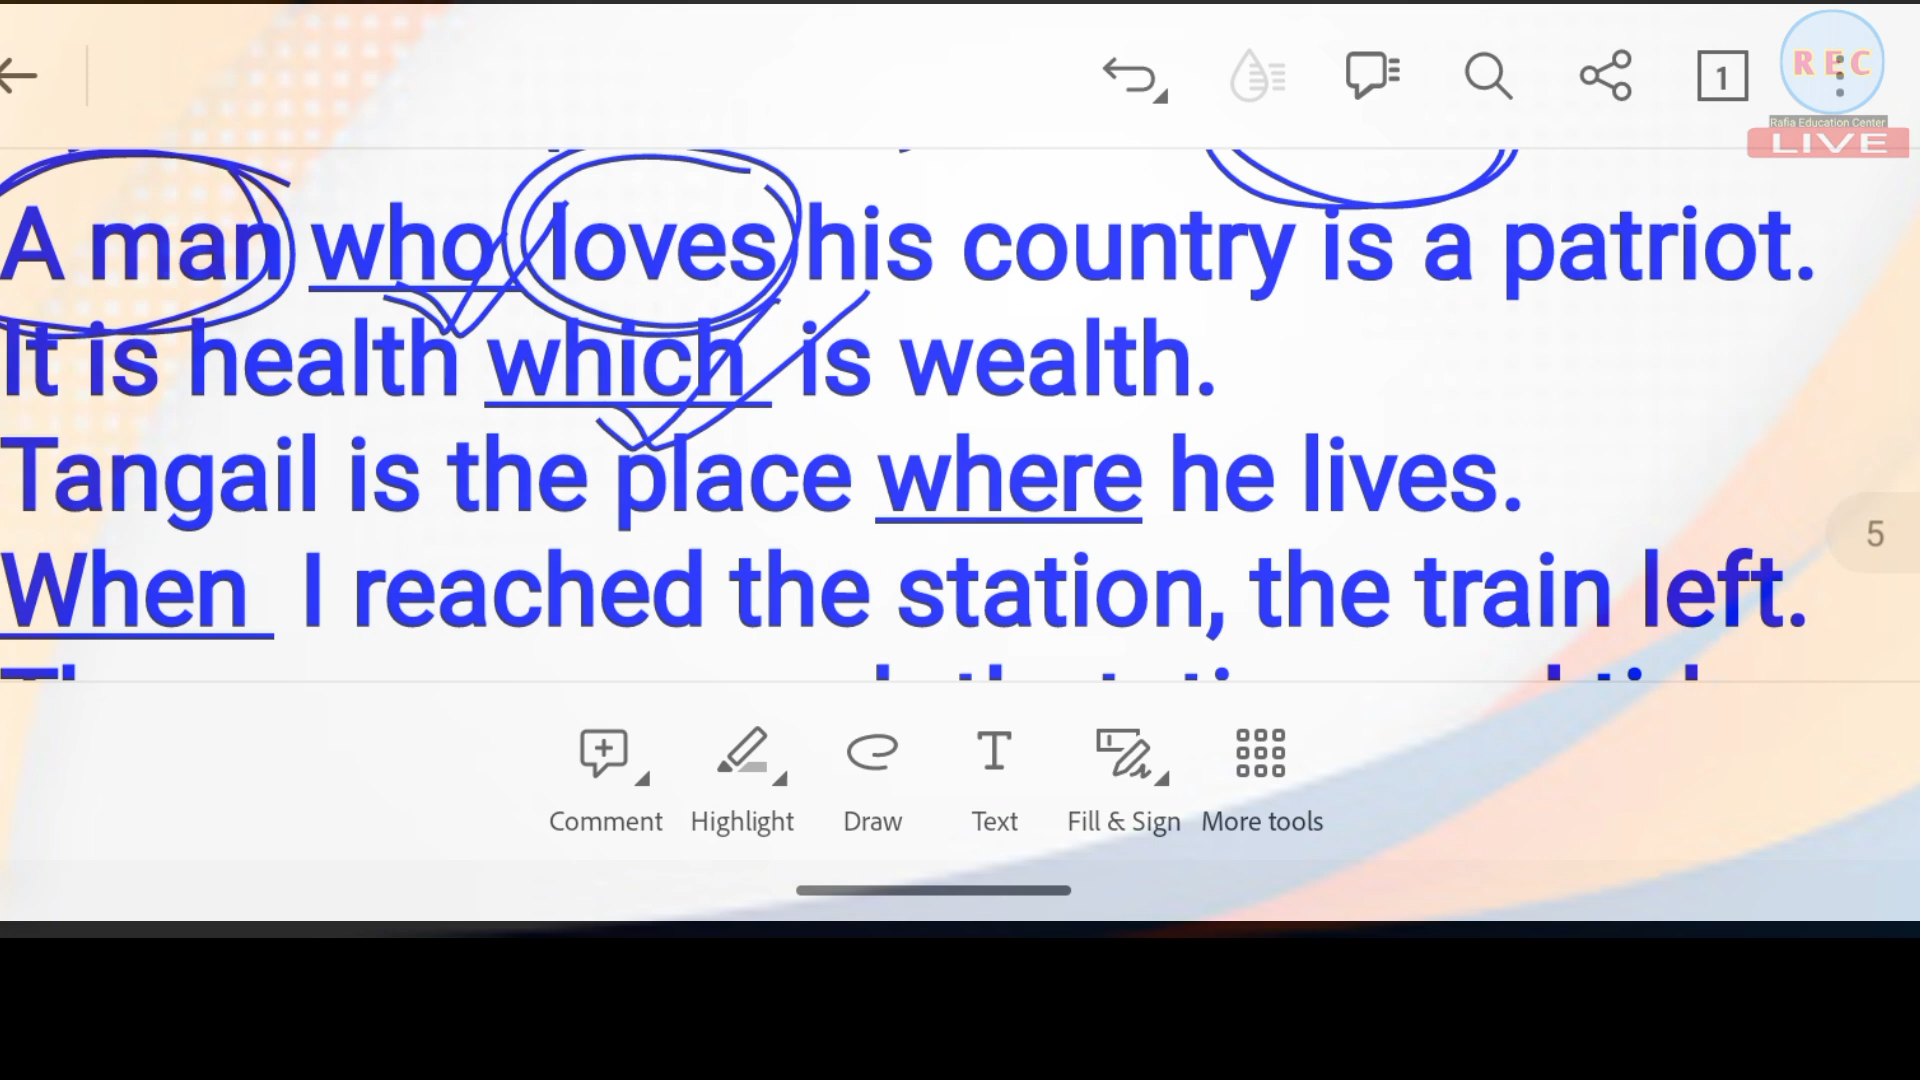 1
REC
Rafia Education Center
LIVE
A man who loves his country is a patriot.
It is health which is wealth.
Tangail is the place where he lives.
5
When I reached the station, the train left.
Comment Highlight Draw Text Fill & Sign More tools